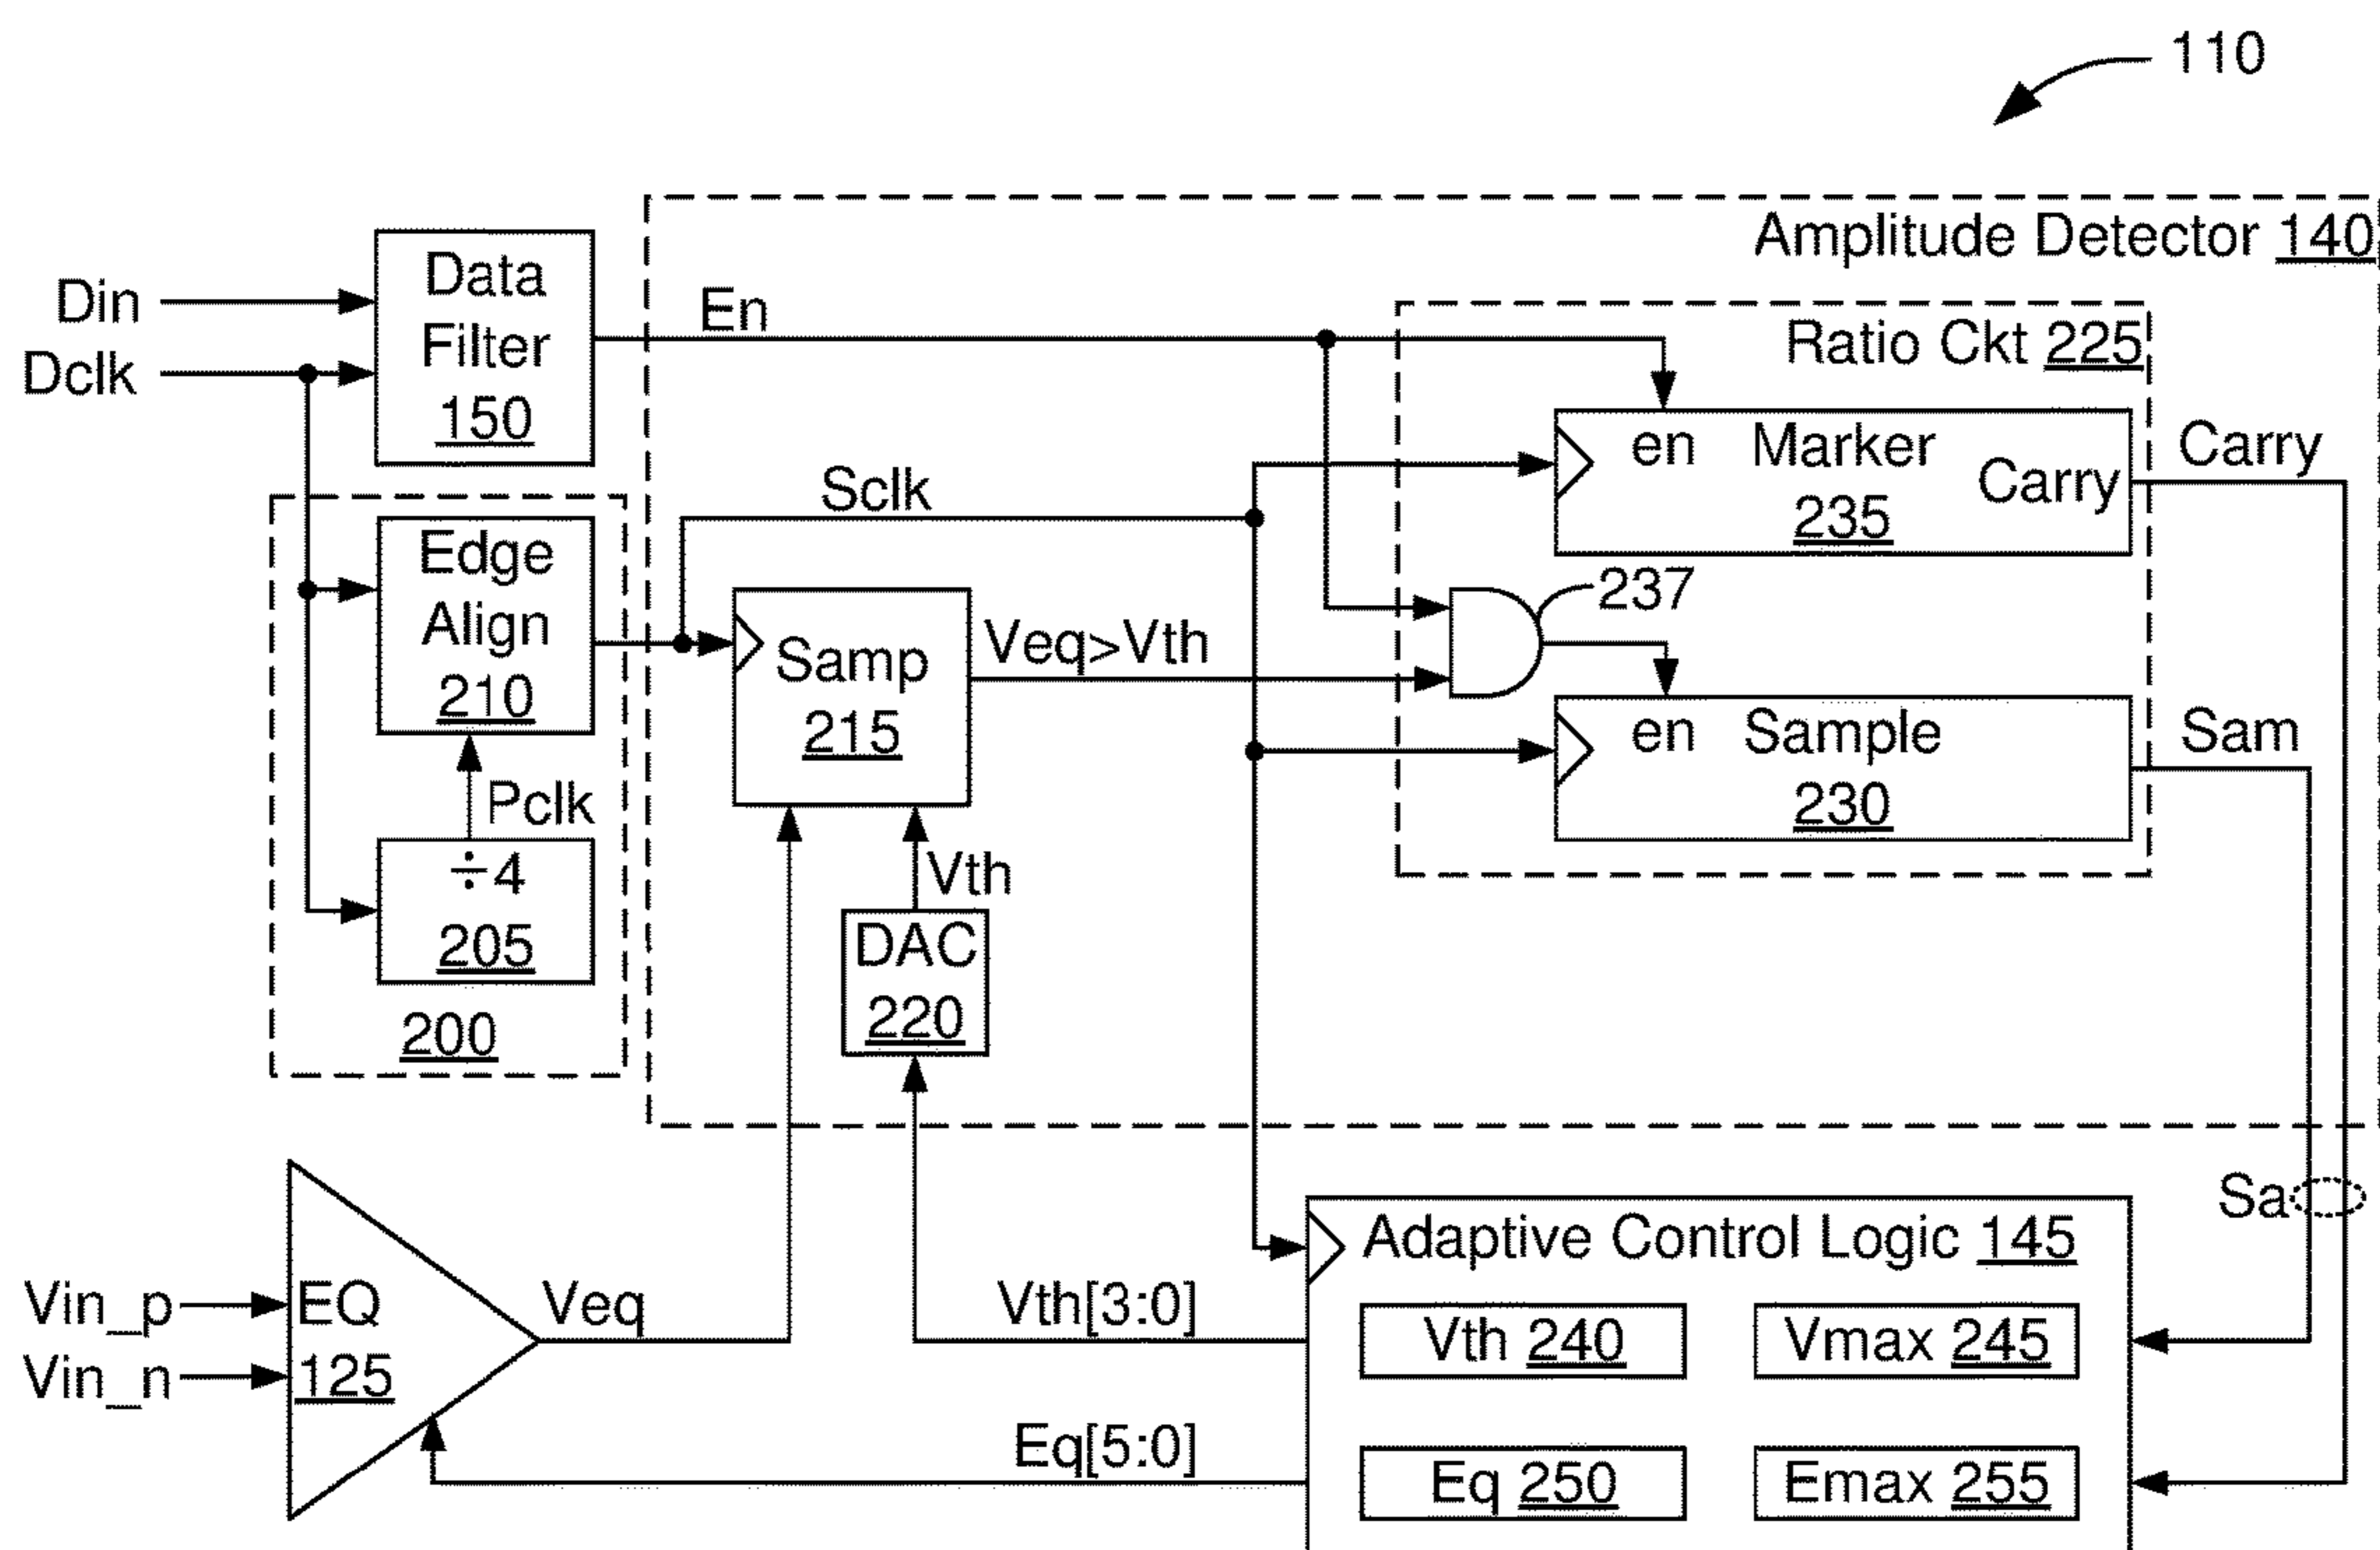 110
Amplitude Detector 140
Data
Filter
150
Din
Dclk
En
Ratio Ckt 225
en Marker
Carry
235
Carry
Sclk
Edge
Align
210
237
Samp
215
Veq>Vth
en Sample
230
Sam
Pclk
÷4
205
200
Vth
DAC
220
Sa
Adaptive Control Logic 145
Vin_p
Vin_n
EQ
125
Veq
Vth[3:0]
Vth 240
Vmax 245
Eq[5:0]
Eq 250
Emax 255